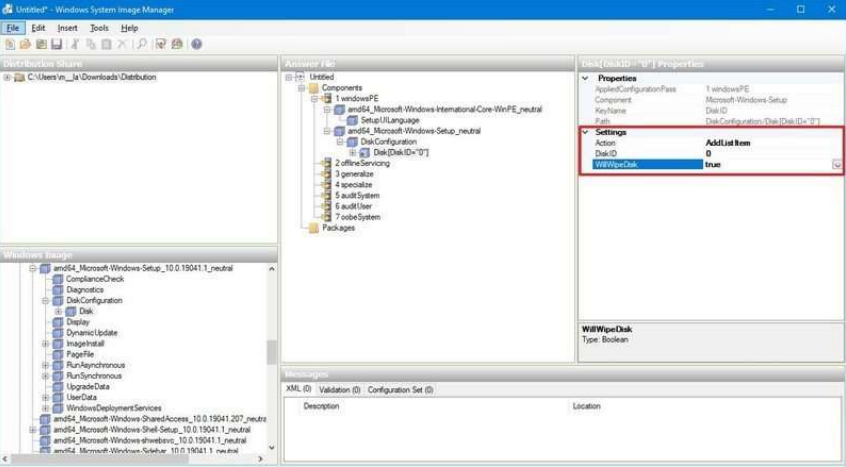 Untitled* - Windows System Image Manager
File Edit Insert Tools Help
Distribution Share
C:\Users\m__la\Downloads\Distribution
Answer File
Untitled
Components
1 windowsPE
amd64_Microsoft-Windows-International-Core-WinPE_neutral
SetupUILanguage
amd64_Microsoft-Windows-Setup_neutral
DiskConfiguration
Disk[DiskID="0"]
2 offlineServicing
3 generalize
4 specialize
5 auditSystem
6 auditUser
7 oobeSystem
Packages
Disk[DiskID="0"] Properties
Properties
AppliedConfigurationPass 1 windowsPE
Component Microsoft-Windows-Setup
KeyName DiskID
Path DiskConfiguration/Disk[DiskID="0"]
Settings
Action AddListItem
DiskID 0
WillWipeDisk true
WillWipeDisk
Type: Boolean
Windows Image
amd64_Microsoft-Windows-Setup_10.0.19041.1_neutral
ComplianceCheck
Diagnostics
DiskConfiguration
Disk
Display
DynamicUpdate
ImageInstall
PageFile
RunAsynchronous
RunSynchronous
UpgradeData
UserData
WindowsDeploymentServices
amd64_Microsoft-Windows-SharedAccess_10.0.19041.207_neutra
amd64_Microsoft-Windows-Shell-Setup_10.0.19041.1_neutral
amd64_Microsoft-Windows-shwebsvc_10.0.19041.1_neutral
amd64_Microsoft-Windows-Sidebar_10.0.19041.1_neutral
Messages
XML (0) Validation (0) Configuration Set (0)
Description Location